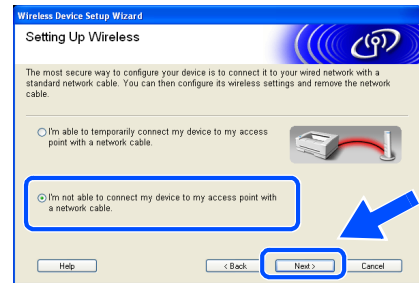 Wireless Device Setup Wizard
Setting Up Wireless
The most secure way to configure your device is to connect it to your wired network with a
standard network cable. You can then configure its wireless settings and remove the network
cable.
I'm able to temporarily connect my device to my access
point with a network cable.
I'm not able to connect my device to my access point with
a network cable.
Help
< Back
Next >
Cancel